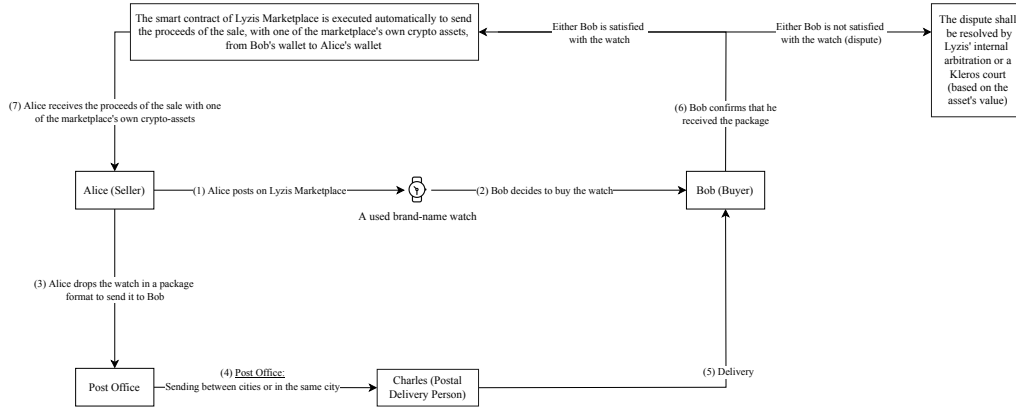 The smart contract of Lyzis Marketplace is executed automatically to send
the proceeds of the sale, with one of the marketplace's own crypto assets,
from Bob's wallet to Alice's wallet
Either Bob is satisfied
with the watch
Either Bob is not satisfied
with the watch (dispute)
The dispute shall
be resolved by
Lyzis' internal
arbitration or a
Kleros court
(based on the
asset's value)
(7) Alice receives the proceeds of the sale with one
of the marketplace's own crypto-assets
(6) Bob confirms that he
received the package
Alice (Seller)
(1) Alice posts on Lyzis Marketplace
(2) Bob decides to buy the watch
Bob (Buyer)
A used brand-name watch
(3) Alice drops the watch in a package
format to send it to Bob
Post Office
(4) Post Office:
Sending between cities or in the same city
Charles (Postal
Delivery Person)
(5) Delivery